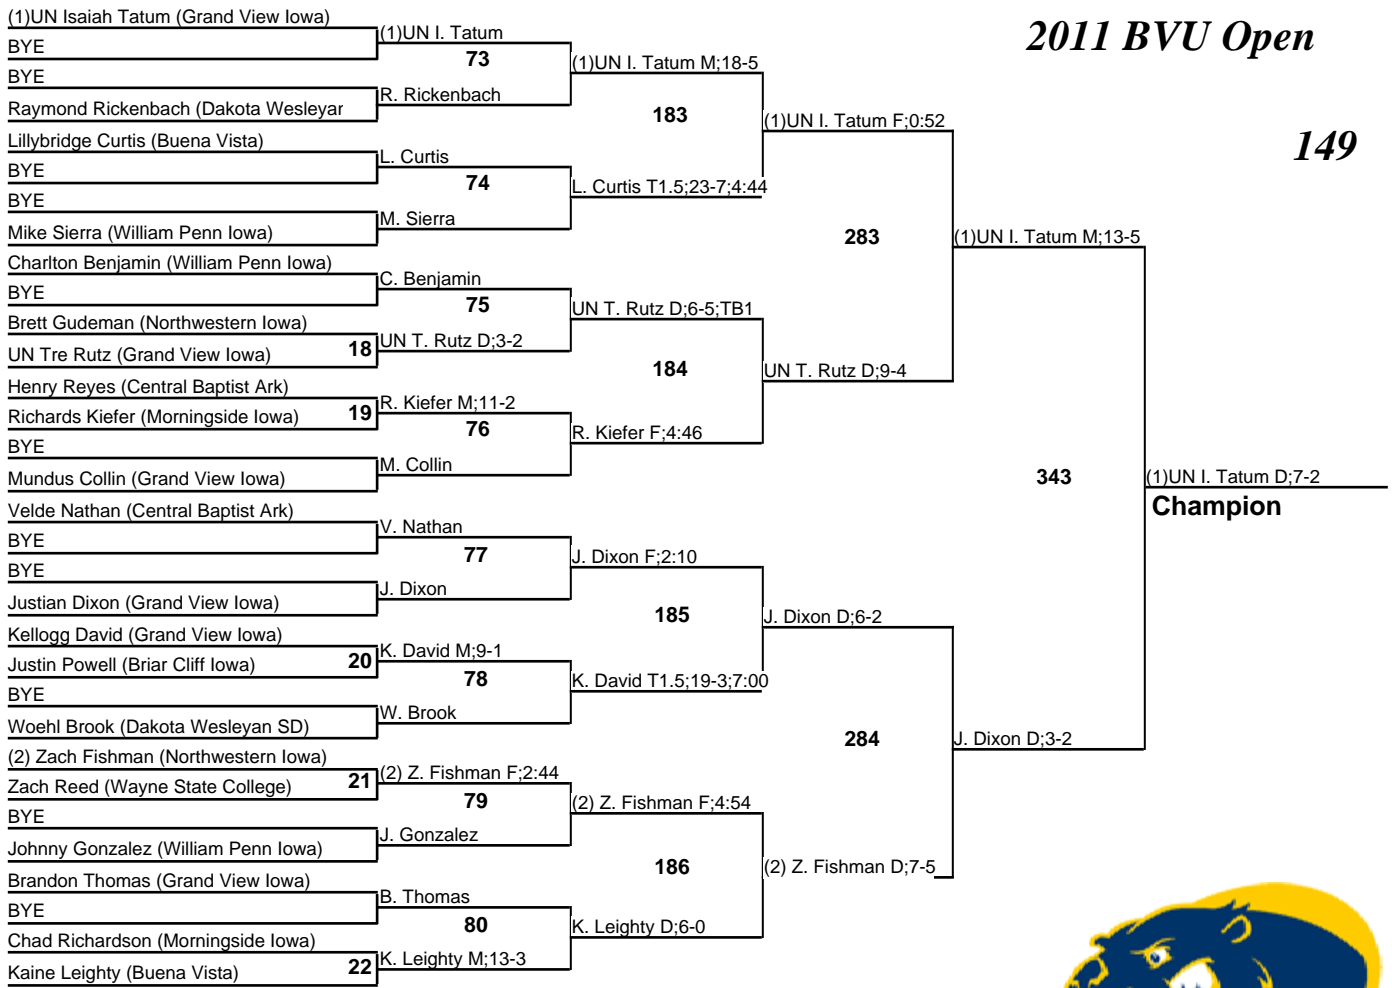 2011 BVU Open
149
(1)UN Isaiah Tatum (Grand View Iowa)
BYE
BYE
Raymond Rickenbach (Dakota Wesleyar
Lillybridge Curtis (Buena Vista)
BYE
BYE
Mike Sierra (William Penn Iowa)
Charlton Benjamin (William Penn Iowa)
BYE
Brett Gudeman (Northwestern Iowa)
UN Tre Rutz (Grand View Iowa)
18
Henry Reyes (Central Baptist Ark)
Richards Kiefer (Morningside Iowa)
19
BYE
Mundus Collin (Grand View Iowa)
Velde Nathan (Central Baptist Ark)
BYE
BYE
Justian Dixon (Grand View Iowa)
Kellogg David (Grand View Iowa)
Justin Powell (Briar Cliff Iowa)
20
BYE
Woehl Brook (Dakota Wesleyan SD)
(2) Zach Fishman (Northwestern Iowa)
Zach Reed (Wayne State College)
21
BYE
Johnny Gonzalez (William Penn Iowa)
Brandon Thomas (Grand View Iowa)
BYE
Chad Richardson (Morningside Iowa)
Kaine Leighty (Buena Vista)
22
(1)UN I. Tatum
73
R. Rickenbach
L. Curtis
74
M. Sierra
C. Benjamin
75
UN T. Rutz D;3-2
R. Kiefer M;11-2
76
M. Collin
V. Nathan
77
J. Dixon
K. David M;9-1
78
W. Brook
(2) Z. Fishman F;2:44
79
J. Gonzalez
B. Thomas
80
K. Leighty M;13-3
(1)UN I. Tatum M;18-5
183
L. Curtis T1.5;23-7;4:44
UN T. Rutz D;6-5;TB1
184
R. Kiefer F;4:46
J. Dixon F;2:10
185
K. David T1.5;19-3;7:00
(2) Z. Fishman F;4:54
186
K. Leighty D;6-0
(1)UN I. Tatum F;0:52
283
UN T. Rutz D;9-4
J. Dixon D;6-2
284
(2) Z. Fishman D;7-5
(1)UN I. Tatum M;13-5
343
J. Dixon D;3-2
(1)UN I. Tatum D;7-2
Champion